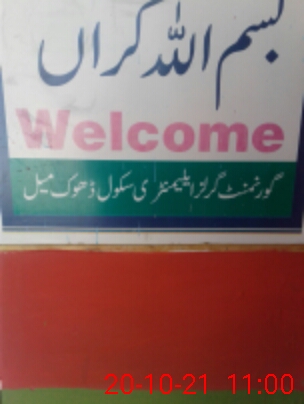 بسم اللہ کراں
Welcome
گورنمنٹ گرلز ایلیمنٹری سکول ڈھوک میل
20-10-21 11:00